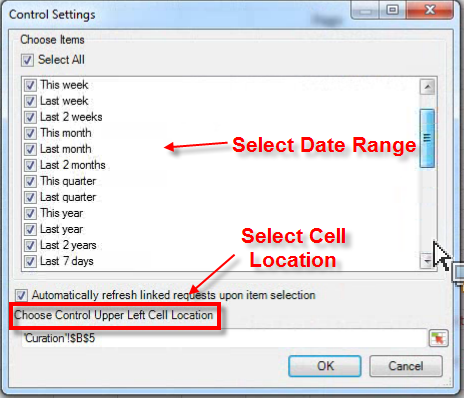 Control Settings
Choose Items
Select All
This week
Last week
Last 2 weeks
This month
Last month
Last 2 months
This quarter
Last quarter
This year
Last year
Last 2 years
Last 7 days
Select Date Range
Select Cell
Location
Automatically refresh linked requests upon item selection
Choose Control Upper Left Cell Location
'Curation'!$B$5
OK
Cancel